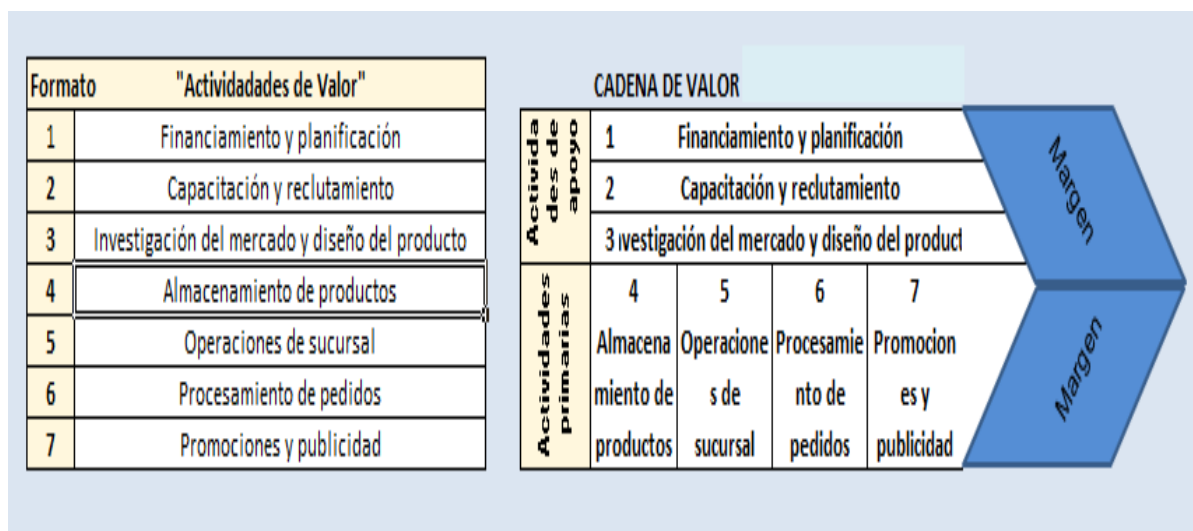 Formato "Actividadades de Valor"
1 Financiamiento y planificación
2 Capacitación y reclutamiento
3 Investigación del mercado y diseño del producto
4 Almacenamiento de productos
5 Operaciones de sucursal
6 Procesamiento de pedidos
7 Promociones y publicidad
CADENA DE VALOR
Activida
des de
apoyo
1 Financiamiento y planificación
2 Capacitación y reclutamiento
3 ıvestigación del mercado y diseño del product
Actividades
primarias
4 5 6 7
Almacena Operacione Procesamie Promocion
miento de s de nto de es y
productos sucursal pedidos publicidad
Margen
Margen